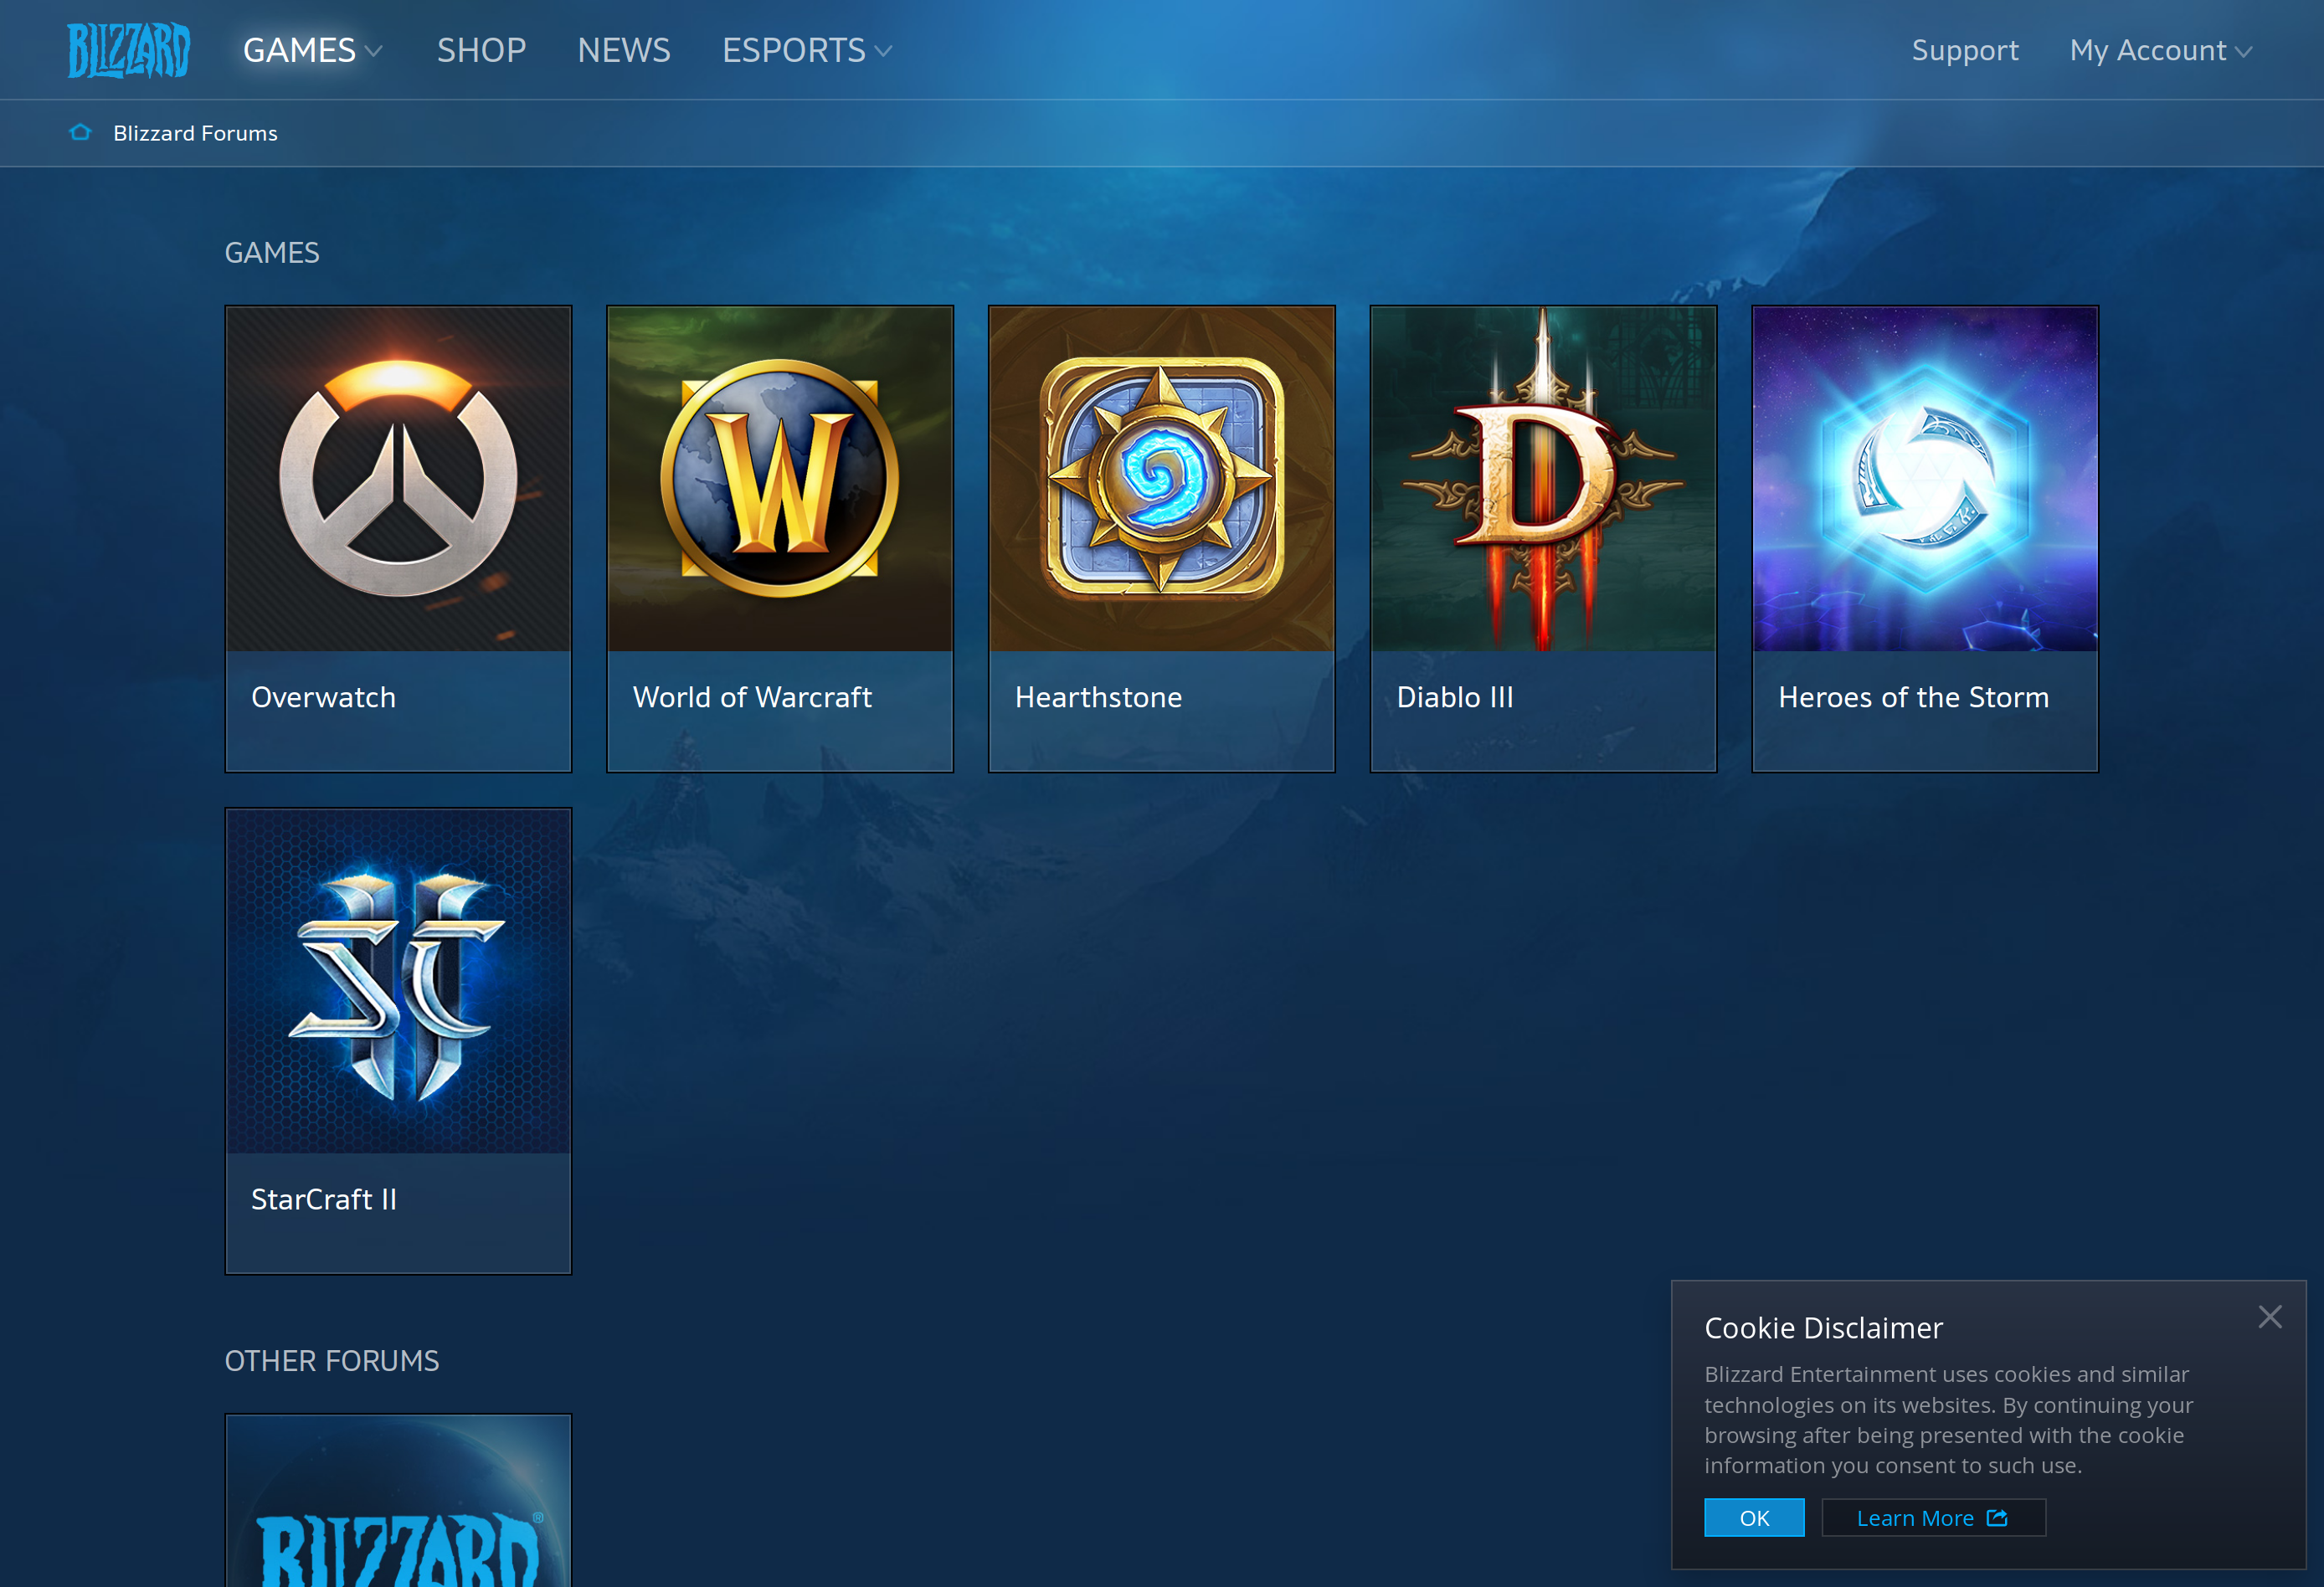 BLIZZARD GAMES SHOP NEWS ESPORTS Support My Account
Blizzard Forums
GAMES
Overwatch World of Warcraft Hearthstone Diablo III Heroes of the Storm
StarCraft II
OTHER FORUMS
BLIZZARD®
Cookie Disclaimer
Blizzard Entertainment uses cookies and similar
technologies on its websites. By continuing your
browsing after being presented with the cookie
information you consent to such use.
OK Learn More